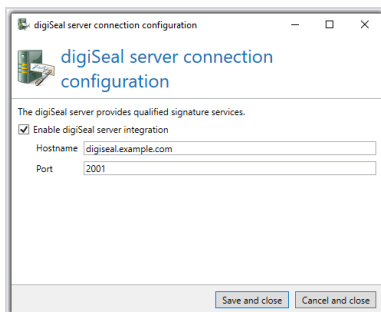 digiSeal server connection configuration
digiSeal server connection
configuration
The digiSeal server provides qualified signature services.
Enable digiSeal server integration
Hostname digiseal.example.com
Port 2001
Save and close Cancel and close